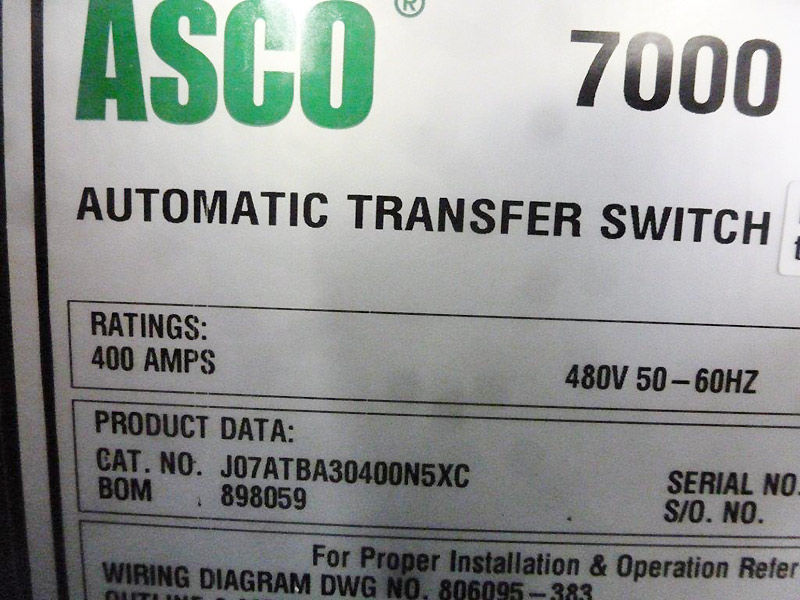 ASCO® 7000
AUTOMATIC TRANSFER SWITCH
RATINGS:
400 AMPS 480V 50–60HZ
PRODUCT DATA:
CAT. NO. J07ATBA30400N5XC SERIAL NO.
BOM 898059 S/O. NO.
For Proper Installation & Operation Refer
WIRING DIAGRAM DWG NO. 806095–383